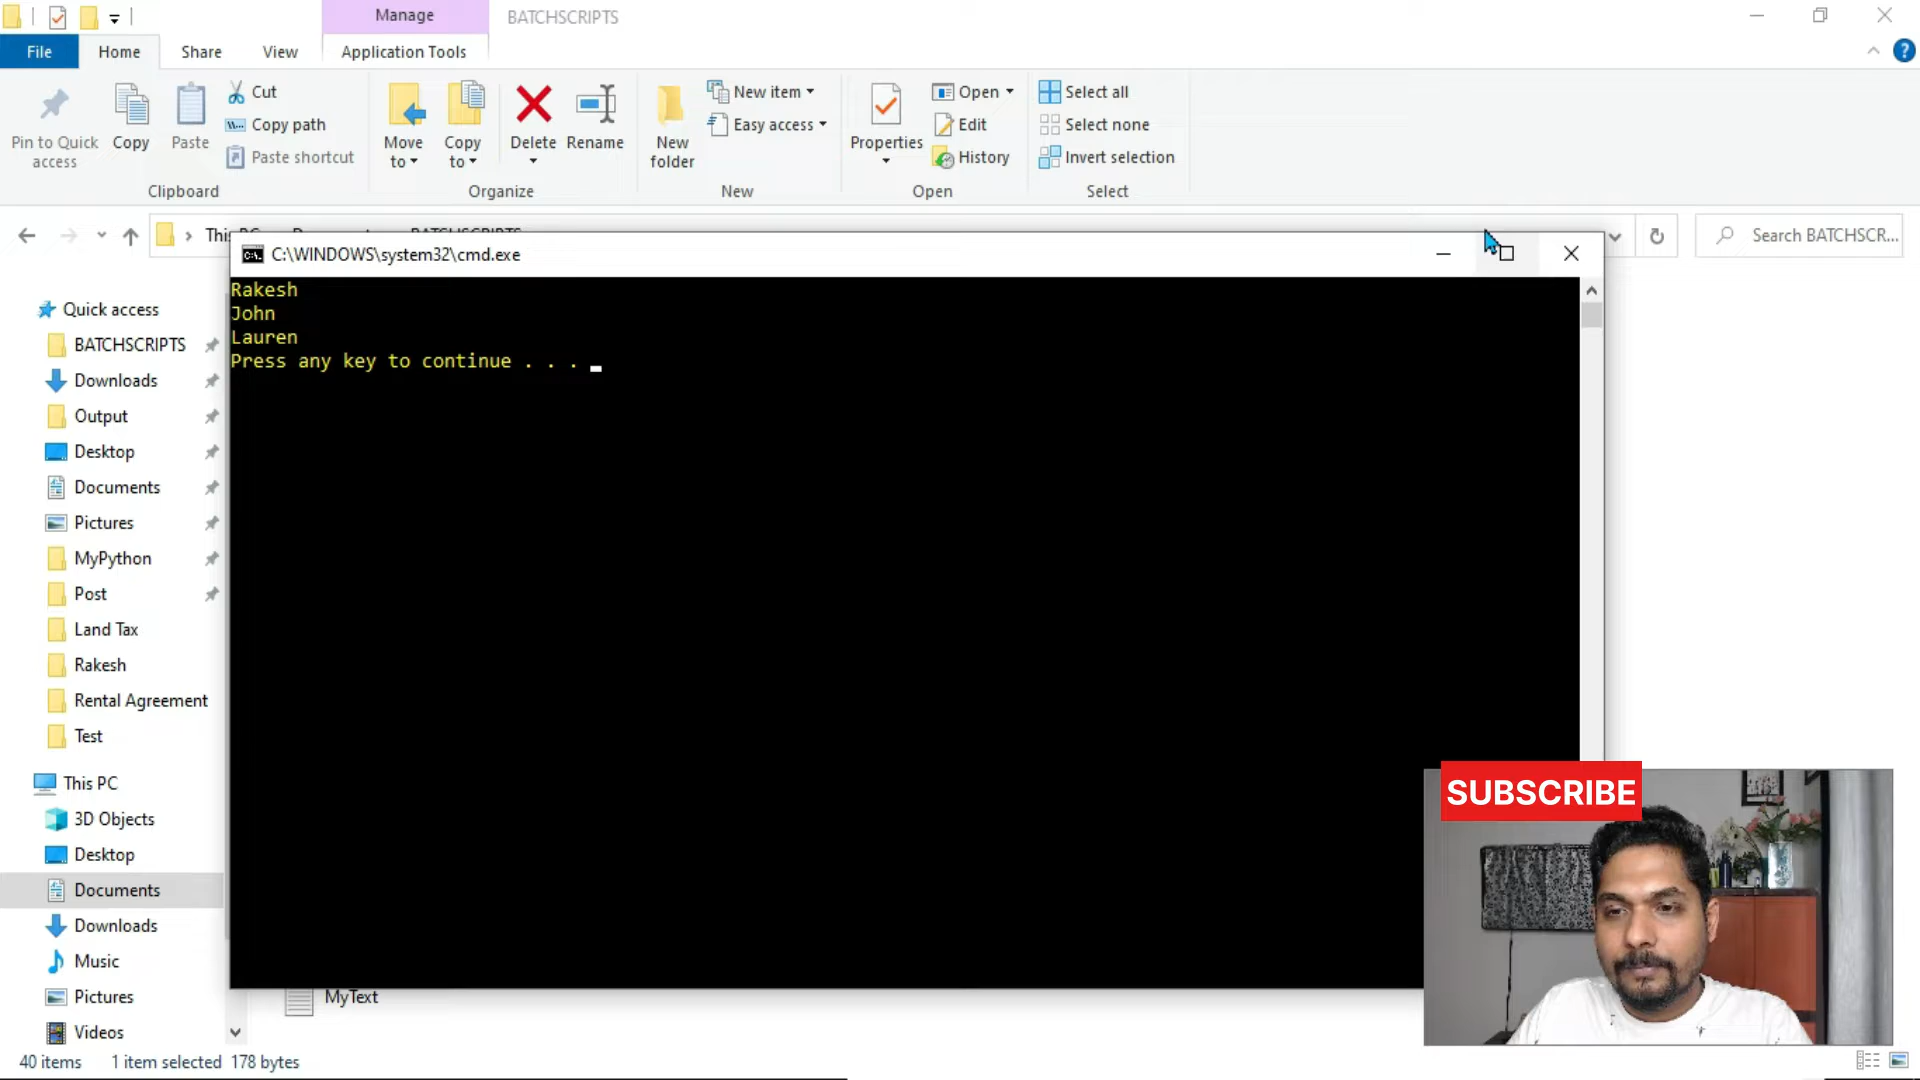 Manage
BATCHSCRIPTS
File
Home
Share
View
Application Tools
Pin to Quick access
Copy
Paste
Cut
Copy path
Paste shortcut
Clipboard
Move to
Copy to
Delete
Rename
Organize
New folder
New item
Easy access
New
Properties
Open
Edit
History
Open
Select all
Select none
Invert selection
Select
Search BATCHSCR...
C:\WINDOWS\system32\cmd.exe
Rakesh
John
Lauren
Press any key to continue . . .
Quick access
BATCHSCRIPTS
Downloads
Output
Desktop
Documents
Pictures
MyPython
Post
Land Tax
Rakesh
Rental Agreement
Test
This PC
3D Objects
Desktop
Documents
Downloads
Music
Pictures
Videos
MyText
SUBSCRIBE
40 items
1 item selected 178 bytes